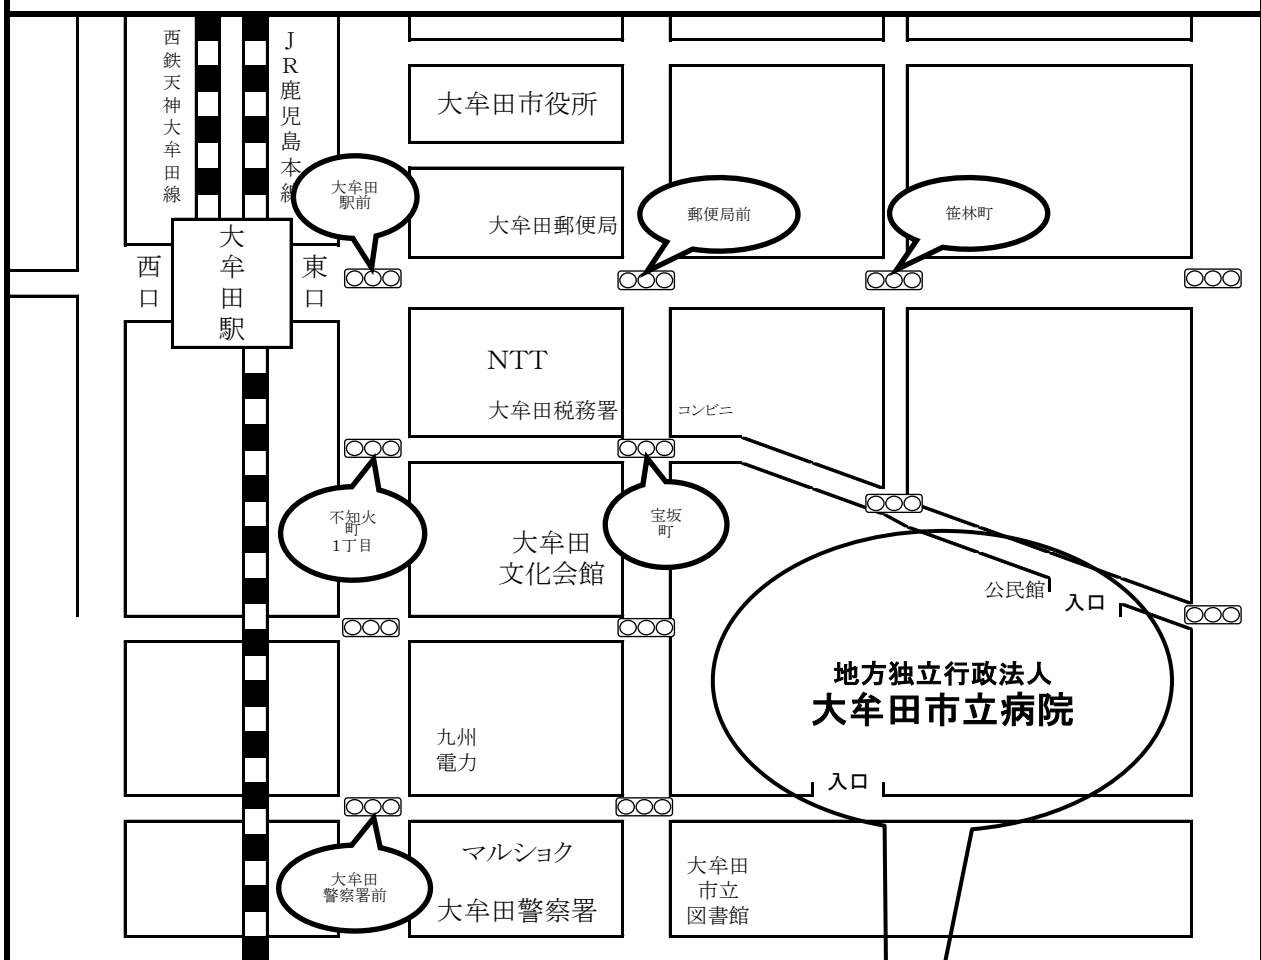 西鉄天神大牟田線
JR鹿児島本線
大牟田市役所
大牟田
駅前
大牟田郵便局
郵便局前
笹林町
西口
大牟田駅
東口
NTT
大牟田税務署
コンビニ
不知火
町
1丁目
宝坂
町
大牟田
文化会館
公民館
入口
地方独立行政法人
大牟田市立病院
九州
電力
入口
マルショク
大牟田
警察署前
大牟田警察署
大牟田
市立
図書館